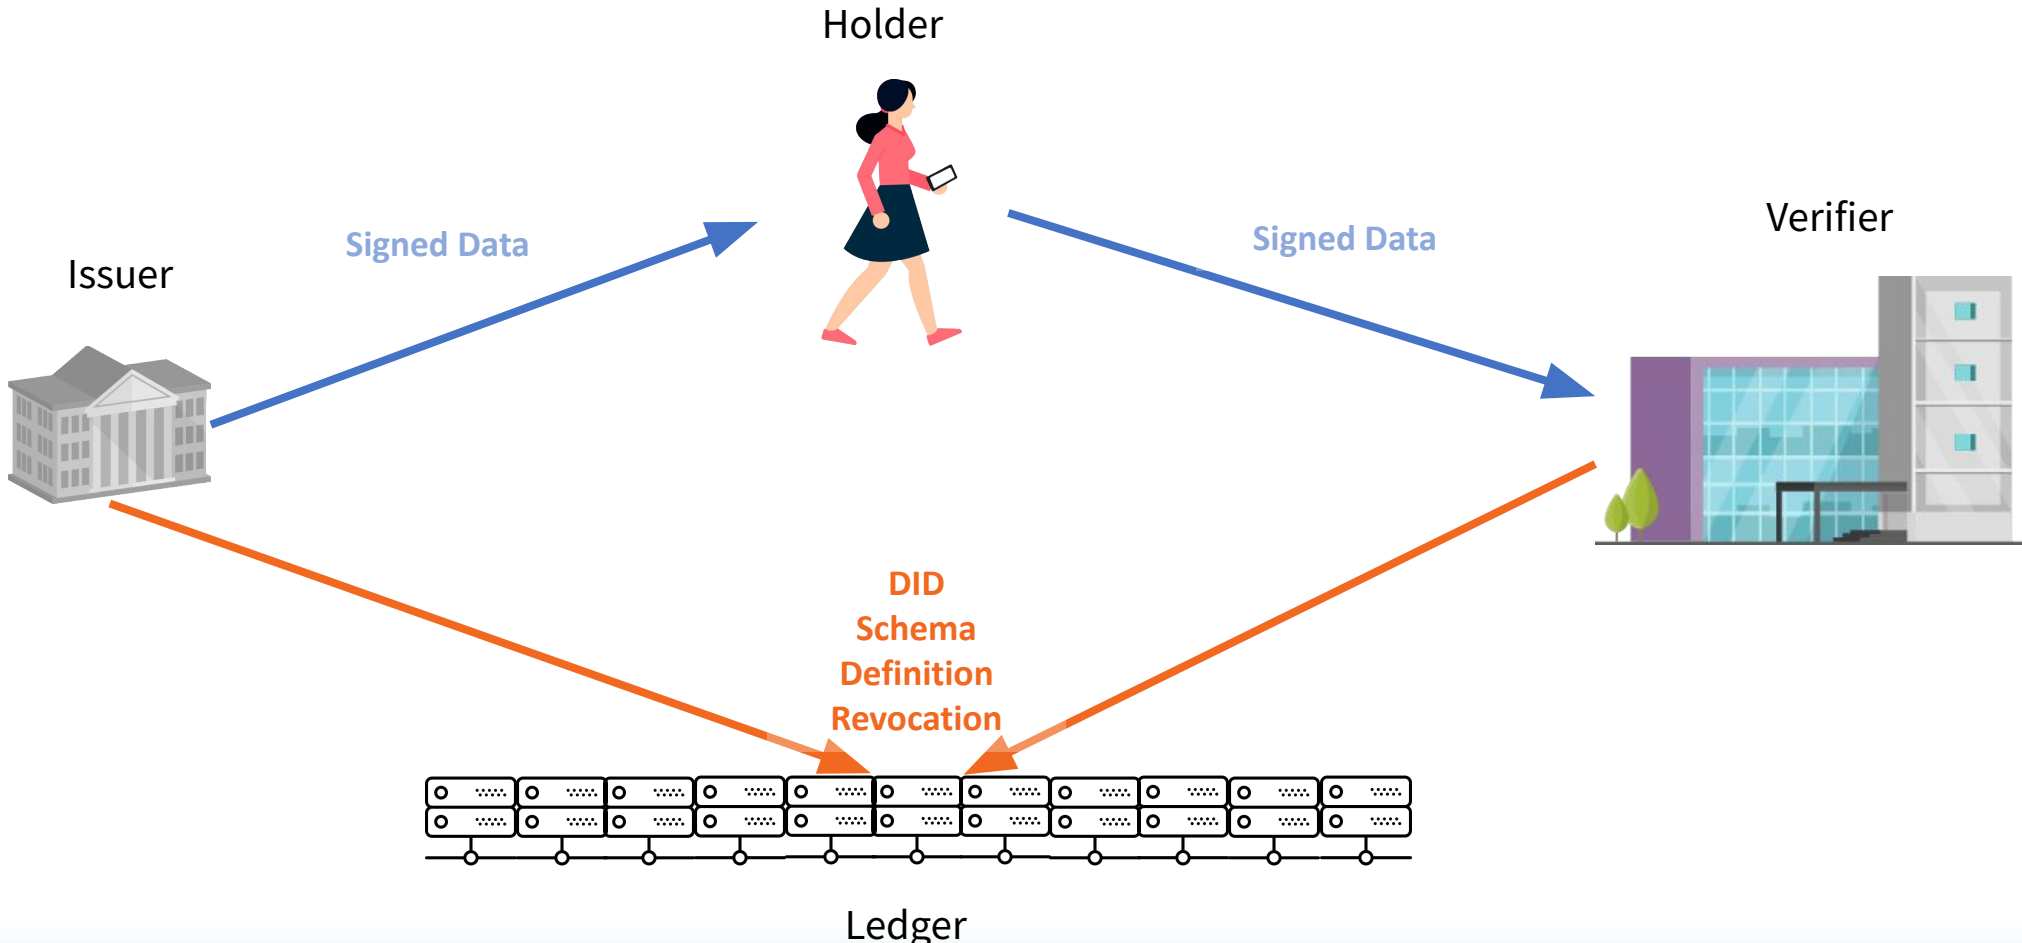 Holder
Verifier
Signed Data
Signed Data
Issuer
DID
Schema
Definition
Revocation
Ledger